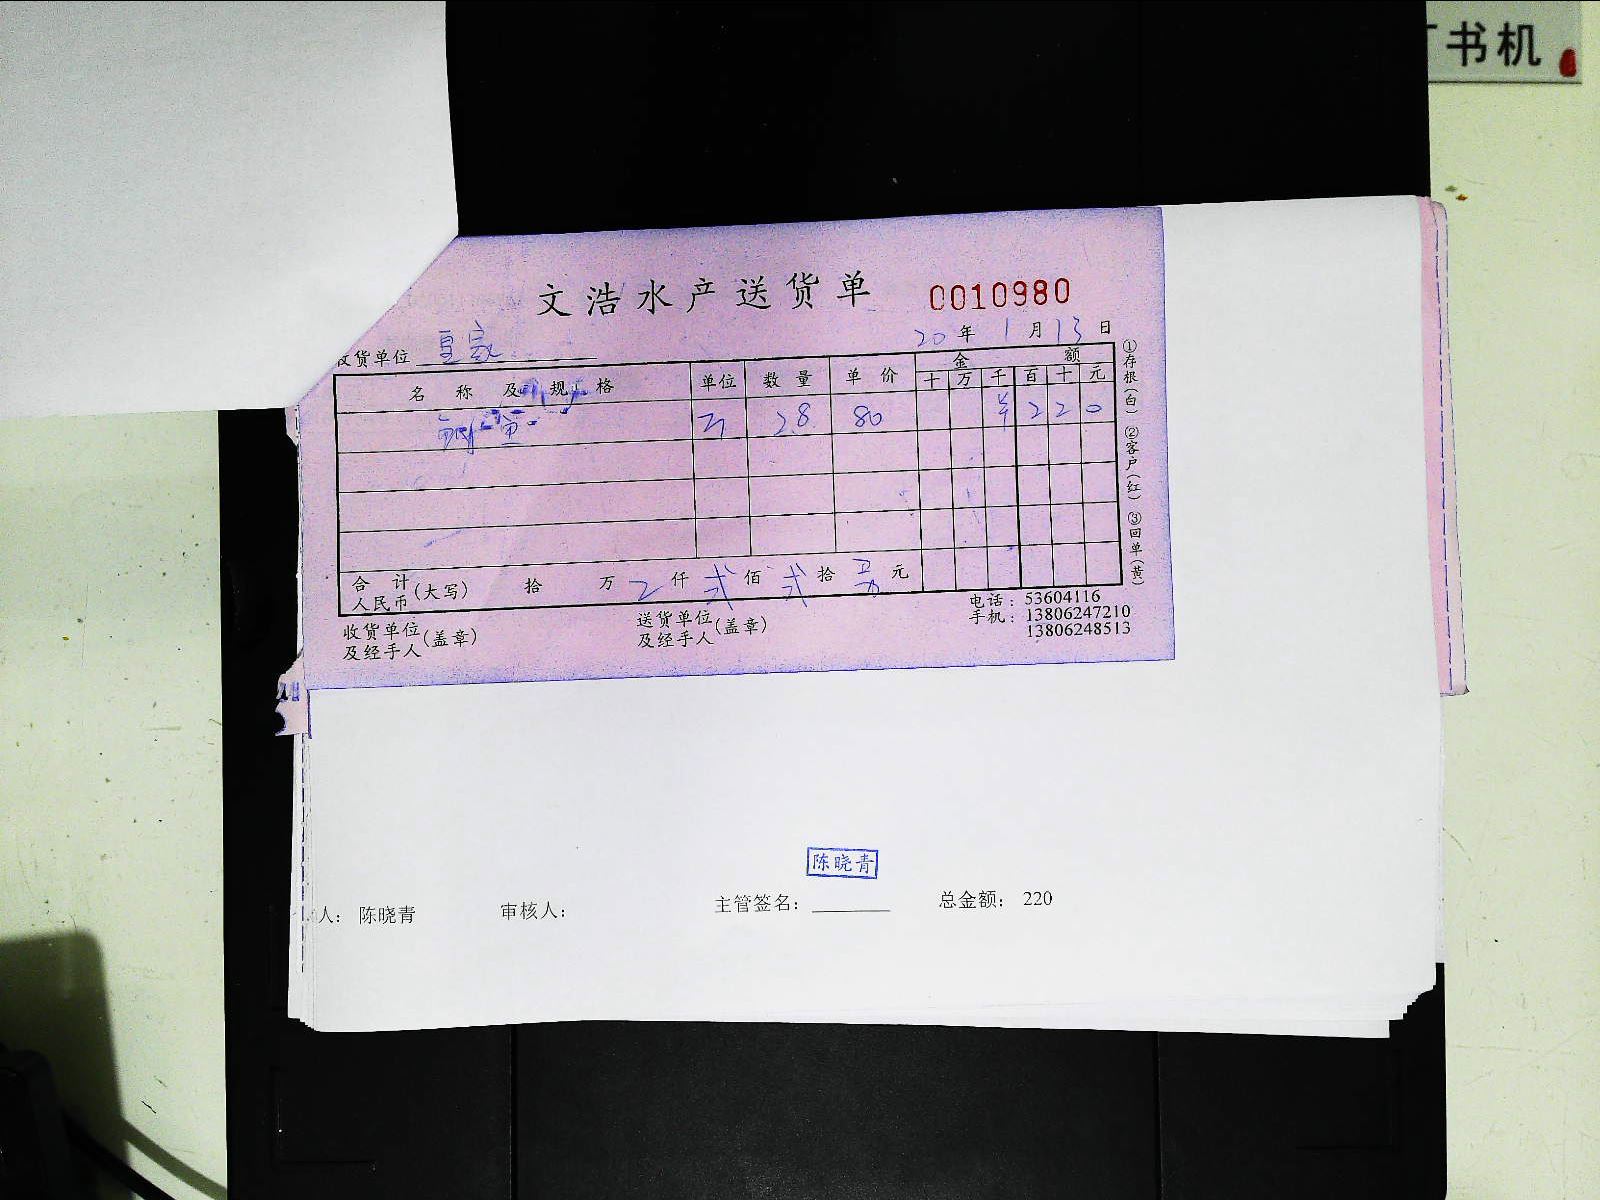 书机
文浩水产送货单 0010980
20年1月13日
收货单位 皇家
名称及规格 单位 数量 单价 金额
十 万 千 百 十 元
2.8 80 ¥ 2 2 0
合计人民币(大写) 拾 万 仟 贰 佰 贰 拾 零 元
①存根(白) ②客户(红) ③回单(黄)
收货单位及经手人(盖章) 送货单位及经手人(盖章)
电话:53604116
手机:13806247210
13806248513
陈晓青
人: 陈晓青 审核人: 主管签名: 总金额: 220